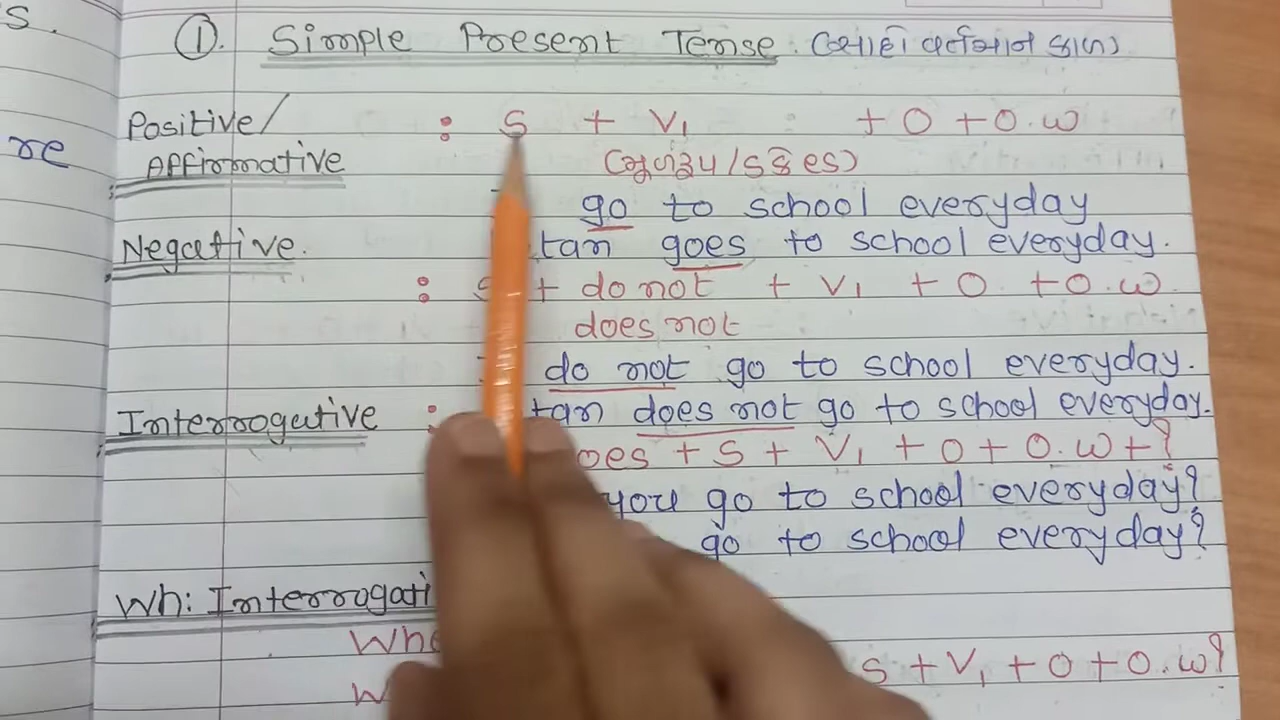 s.
①. Simple Present Tense. (સાદો વર્તમાન કાળ)
Positive/ : S + V₁ + O + O.W
Affirmative (મૂળરૂપ/s કે es)
go to school everyday
Negative. tan goes to school everyday.
re
: S + do not + V₁ + O + O.W
does not
do not go to school everyday.
Interrogative : tan does not go to school everyday.
oes + S + V₁ + O + O.W + ?
you go to school everyday?
go to school everyday?
Wh: Interrogati
Whe S + V₁ + O + O.W?
W